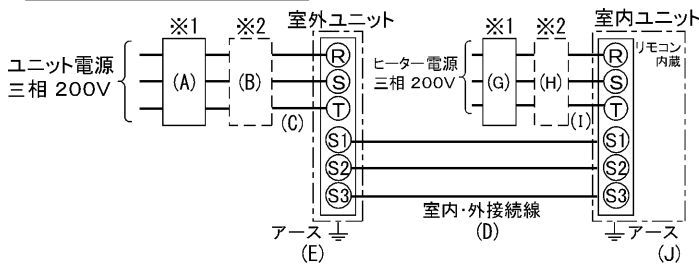 ※1 ※2 室外ユニット
ユニット電源
三相 200V
(A) (B) (C)
R
S
T
S1
S2
S3
アース
(E)
室内・外接続線
(D)
※1 ※2 室内ユニット
ヒーター電源
三相 200V
(G) (H) (I)
R
S
T
S1
S2
S3
リモコン
内蔵
アース
(J)